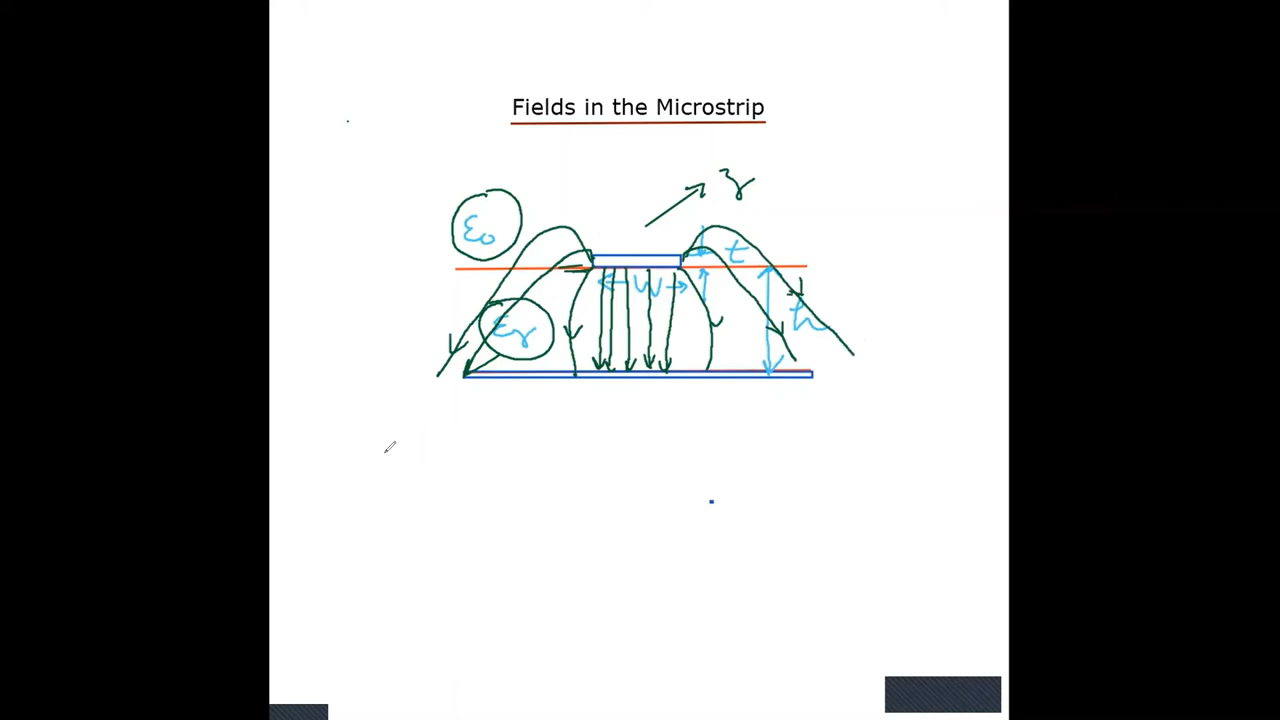 Fields in the Microstrip
z
ε₀
t
W
εr
h